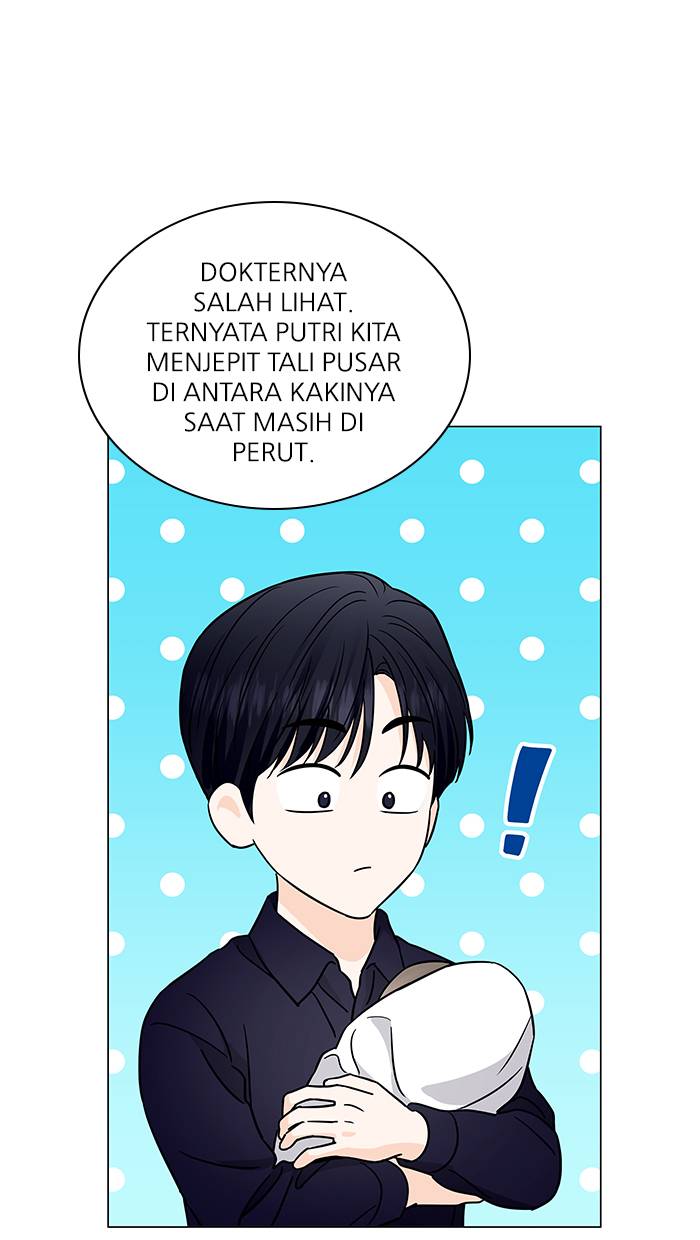 DOKTERNYA
SALAH LIHAT.
TERNYATA PUTRI KITA
MENJEPIT TALI PUSAR
DI ANTARA KAKINYA
SAAT MASIH DI
PERUT.
!